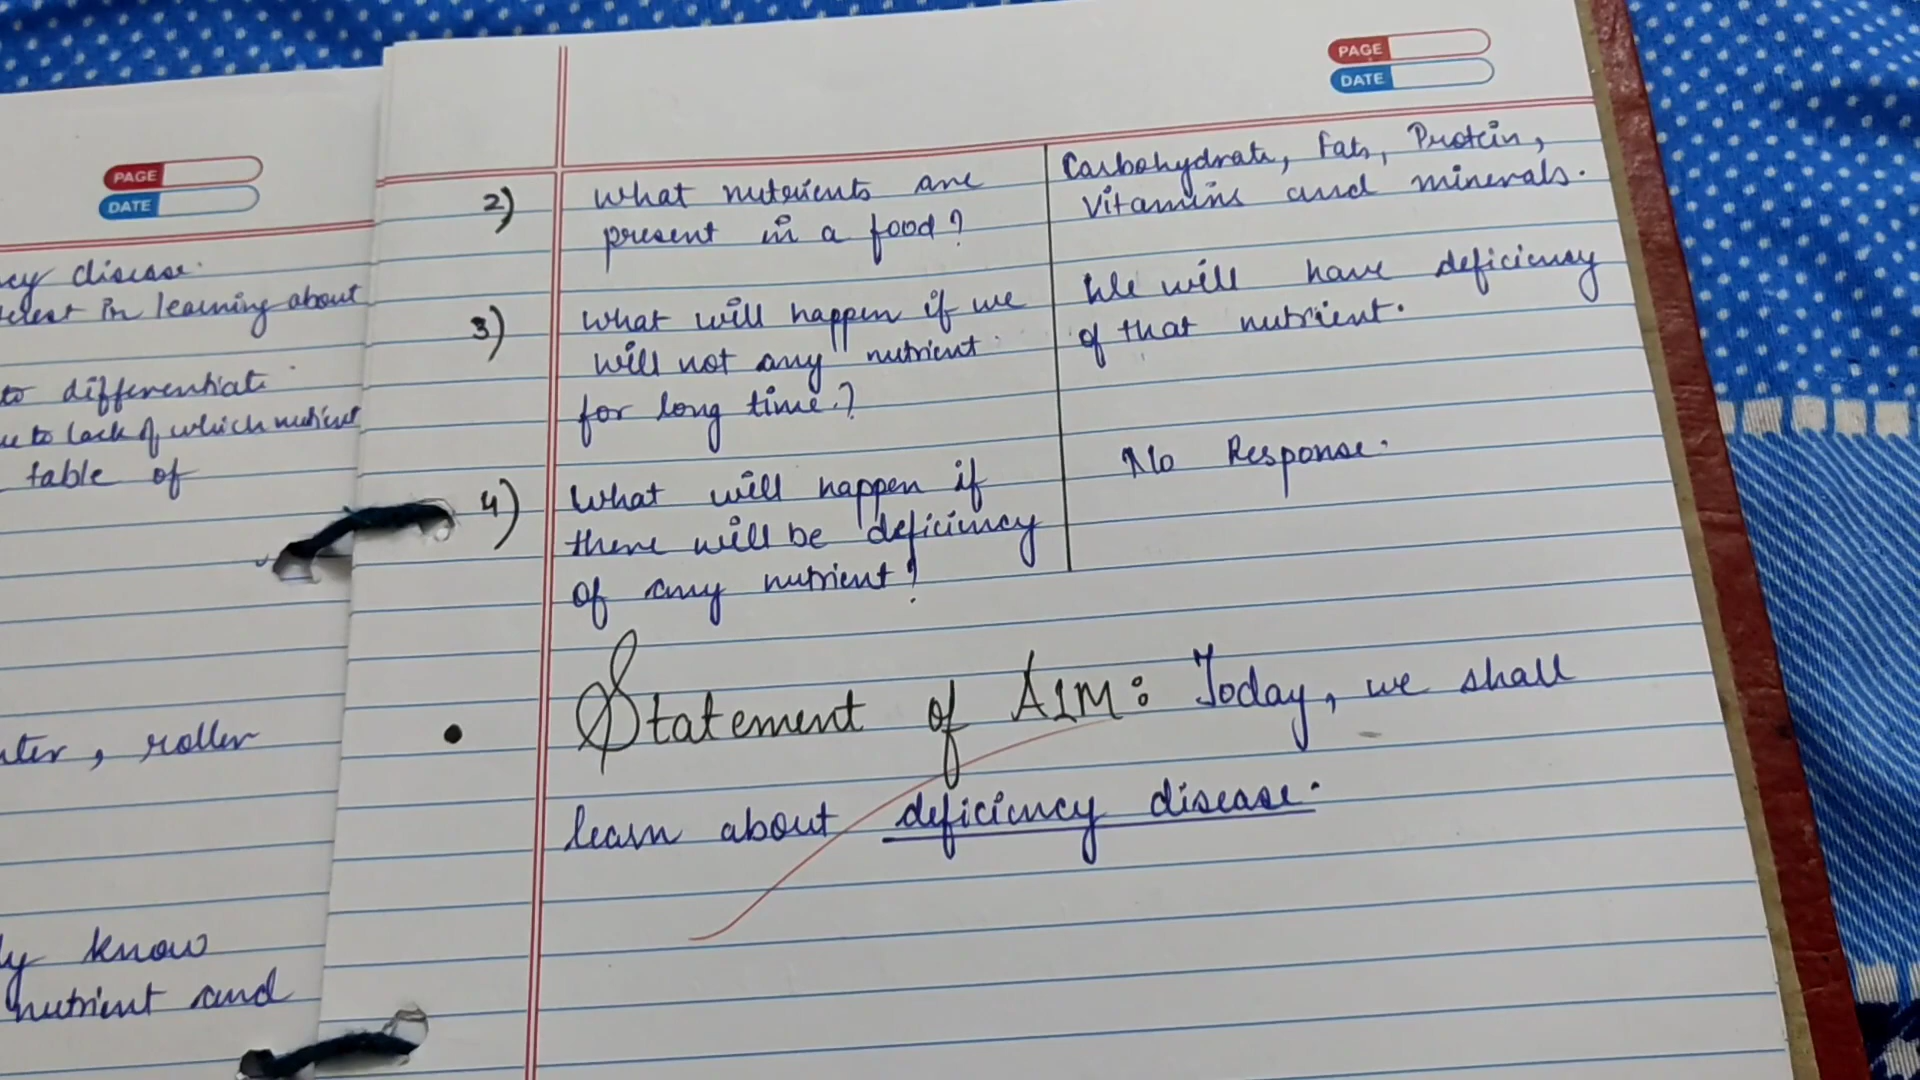 PAGE
DATE
cy disease.
in learning about
to differentiate
to lack of which nutrient
table of
, roller
know
nutrient and
PAGE
DATE
2) What nutrients are
present in a food?
Carbohydrate, Fats, Protein,
Vitamins and minerals.
3) What will happen if we
will not any nutrient
for long time.?
We will have deficiency
of that nutrient.
4) What will happen if
there will be deficiency
of any nutrient?
No Response.
• Statement of AIM: Today, we shall
learn about deficiency disease.